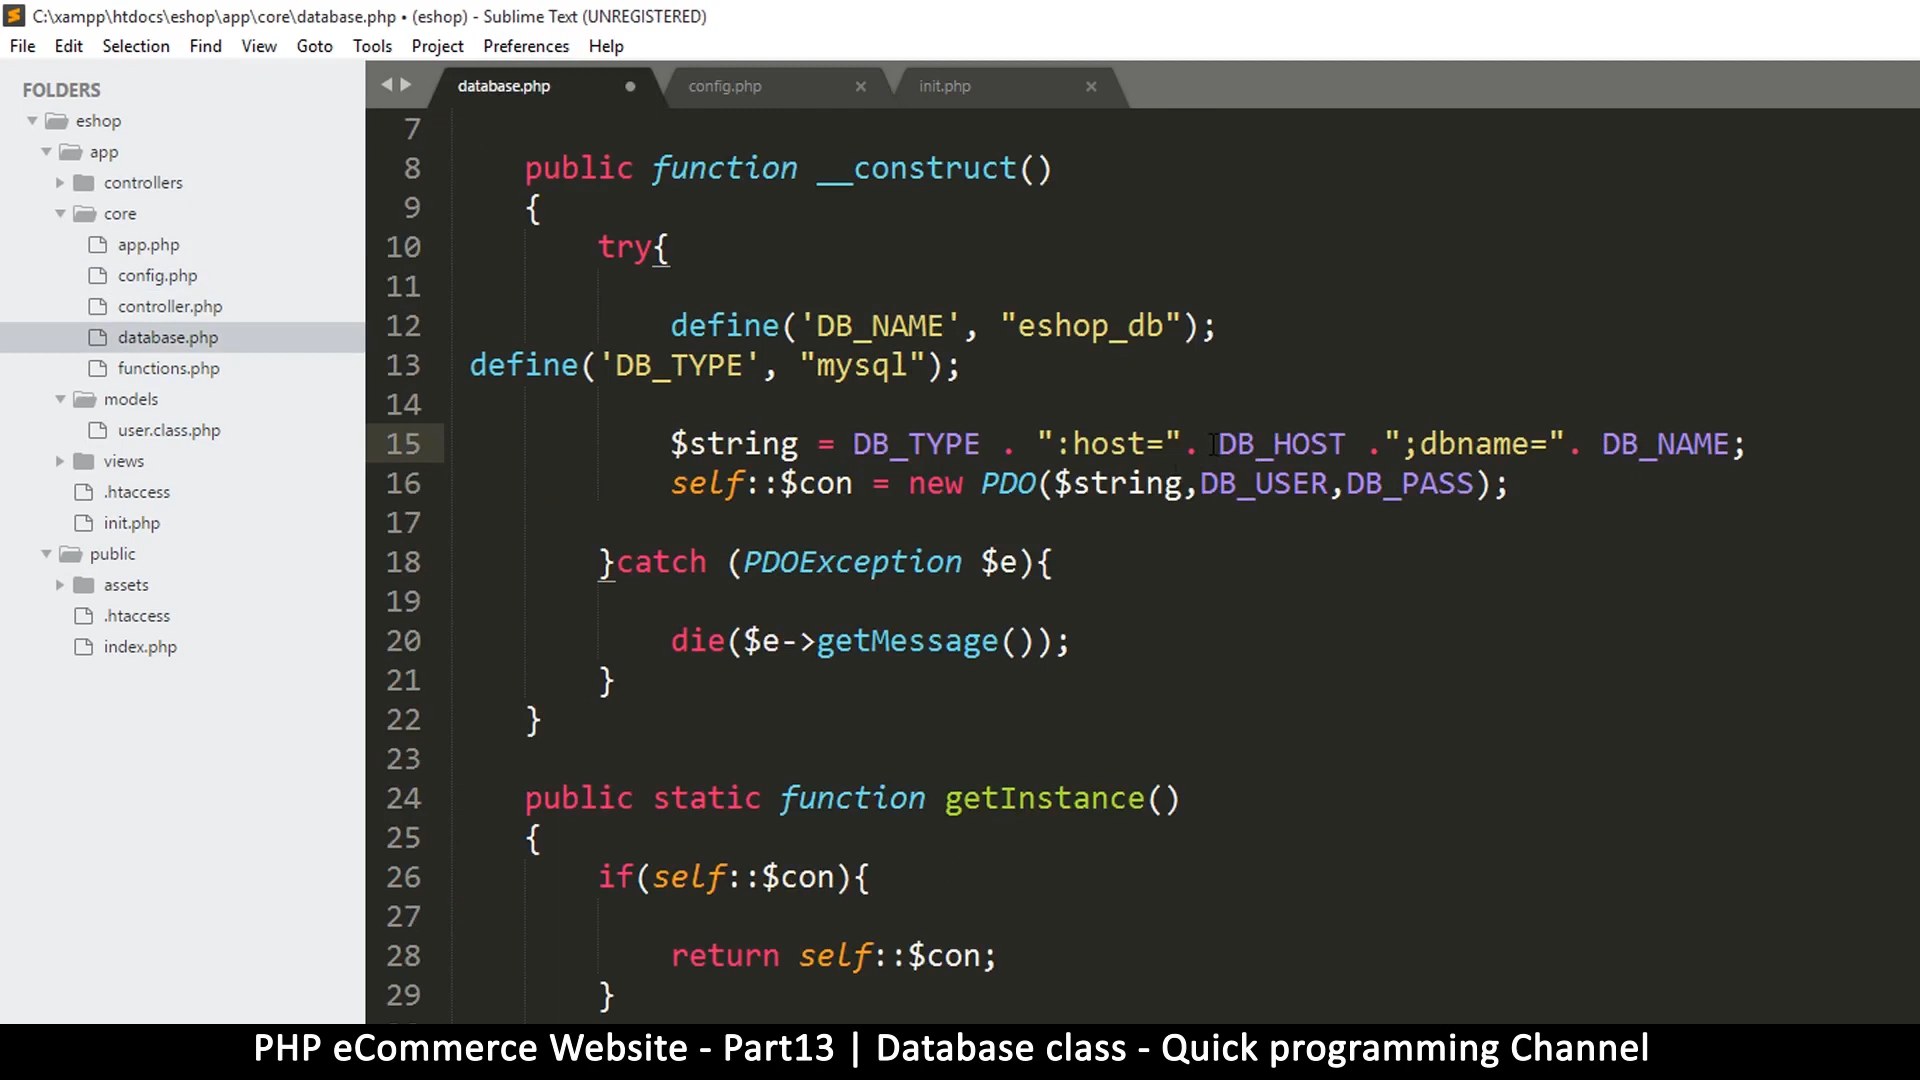 C:\xampp\htdocs\eshop\app\core\database.php • (eshop) - Sublime Text (UNREGISTERED)
File Edit Selection Find View Goto Tools Project Preferences Help
FOLDERS
eshop
app
controllers
core
app.php
config.php
controller.php
database.php
functions.php
models
user.class.php
views
.htaccess
init.php
public
assets
.htaccess
index.php
database.php config.php init.php
7
8 public function __construct()
9 {
10 try{
11
12 define('DB_NAME', "eshop_db");
13 define('DB_TYPE', "mysql");
14
15 $string = DB_TYPE . ":host=". DB_HOST .";dbname=". DB_NAME;
16 self::$con = new PDO($string,DB_USER,DB_PASS);
17
18 }catch (PDOException $e){
19
20 die($e->getMessage());
21 }
22 }
23
24 public static function getInstance()
25 {
26 if(self::$con){
27
28 return self::$con;
29 }
PHP eCommerce Website - Part13 | Database class - Quick programming Channel